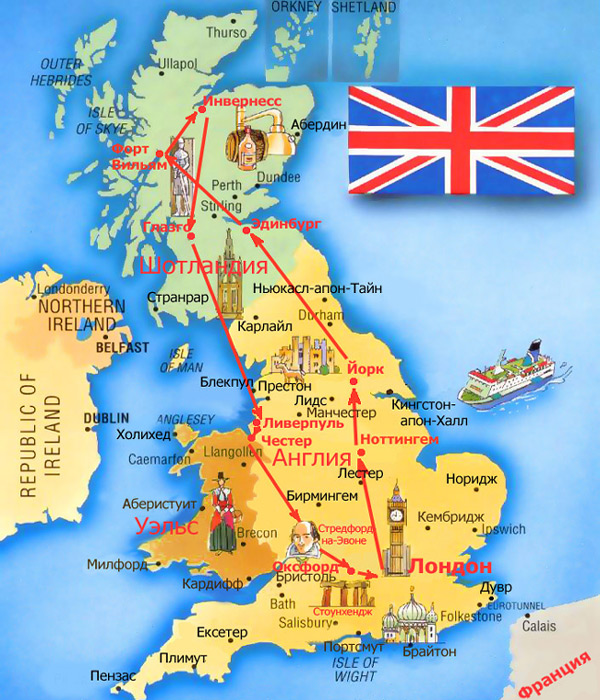 ORKNEY
SHETLAND
Thurso
Ullapol
OUTER
HEBRIDES
Инвернесс
ISLE
OF SKYE
Абердин
Форт
Вильям
Perth
Dundee
Stirling
Глазго
Эдинбург
Шотландия
Странрар
Ньюкасл-апон-Тайн
Durham
Карлайл
Londonderry
NORTHERN
IRELAND
BELFAST
ISLE
OF MAN
Йорк
Блекпул
Престон
Лидс
Манчестер
Кингстон-
апон-Халл
REPUBLIC OF
IRELAND
DUBLIN
ANGLESEY
Ливерпуль
Холихед
Честер
Ноттингем
Caernarfon
Llangollen
Англия
Лестер
Норидж
Бирмингем
Аберистуит
Уэльс
Brecon
Стредфорд
на-Эвоне
Кембридж
Ipswich
Милфорд
Оксфорд
Лондон
Кардифф
Бристоль
Bath
Стоунхендж
Дувр
EUROTUNNEL
Salisbury
Folkestone
Calais
Портсмут
Брайтон
ISLE OF
WIGHT
Ексетер
Плимут
Пензас
Франция